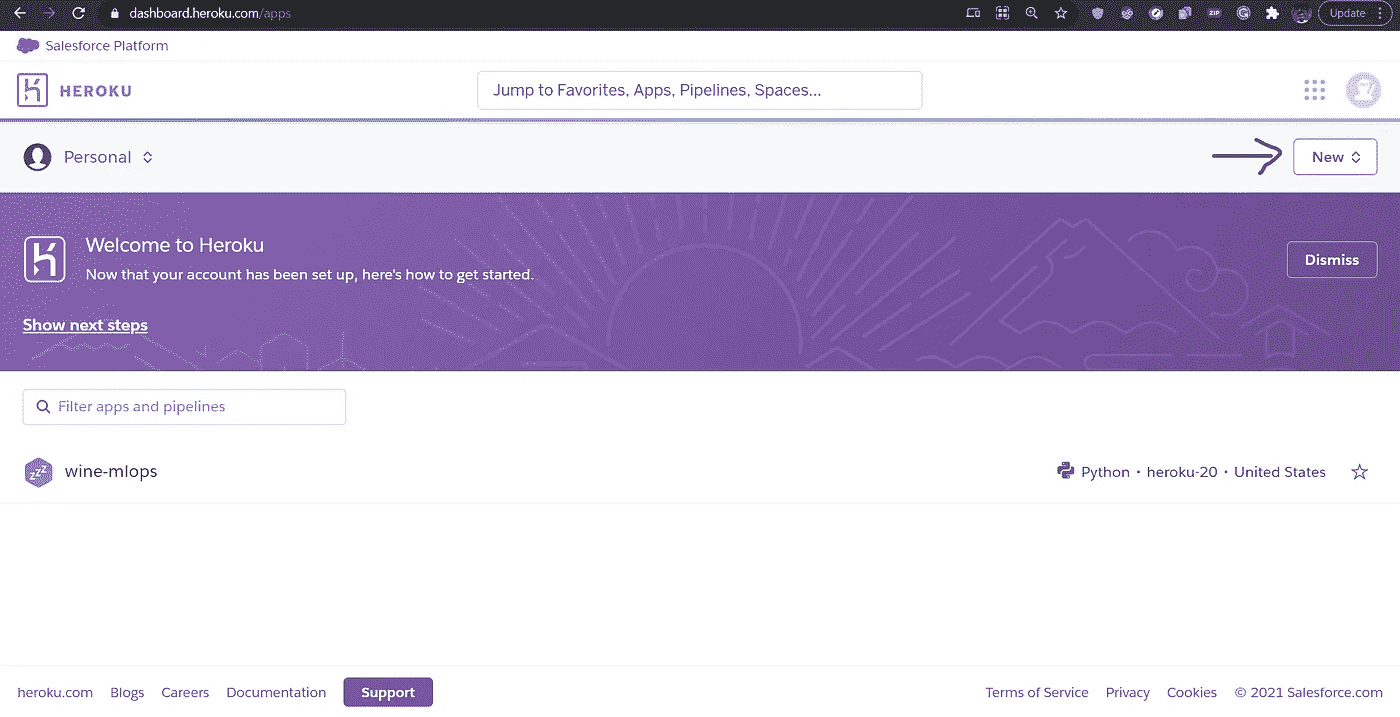 dashboard.heroku.com/apps
Update
Salesforce Platform
HEROKU
Jump to Favorites, Apps, Pipelines, Spaces...
Personal
New
Welcome to Heroku
Now that your account has been set up, here's how to get started.
Dismiss
Show next steps
Filter apps and pipelines
wine-mlops
Python • heroku-20 • United States
heroku.com Blogs Careers Documentation Support Terms of Service Privacy Cookies © 2021 Salesforce.com